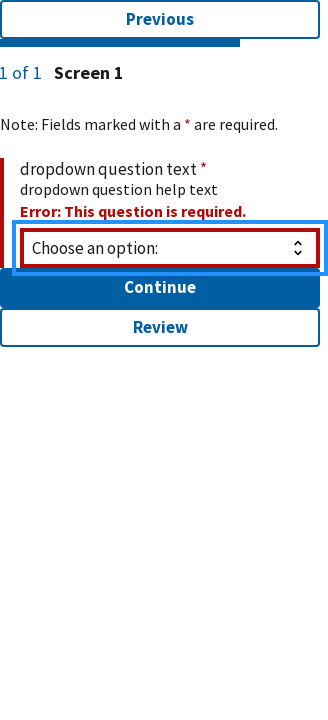 Previous
1 of 1 Screen 1
Note: Fields marked with a * are required.
dropdown question text *
dropdown question help text
Error: This question is required.
Choose an option:
Continue
Review